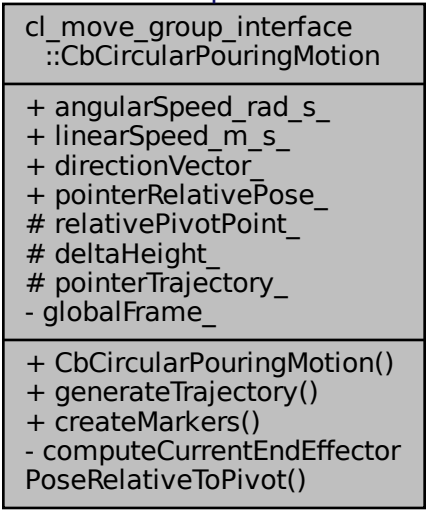 cl_move_group_interface
::CbCircularPouringMotion
+ angularSpeed_rad_s_
+ linearSpeed_m_s_
+ directionVector_
+ pointerRelativePose_
# relativePivotPoint_
# deltaHeight_
# pointerTrajectory_
- globalFrame_
+ CbCircularPouringMotion()
+ generateTrajectory()
+ createMarkers()
- computeCurrentEndEffector
PoseRelativeToPivot()